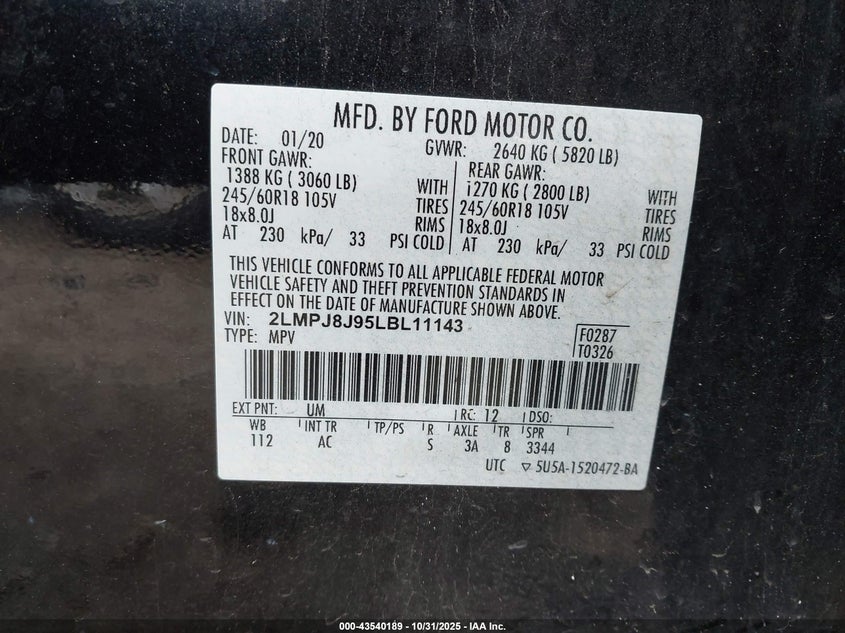 MFD. BY FORD MOTOR CO.
DATE: 01/20 GVWR: 2640 KG ( 5820 LB)
FRONT GAWR: REAR GAWR:
1388 KG ( 3060 LB) WITH 1270 KG ( 2800 LB) WITH
245/60R18 105V TIRES 245/60R18 105V TIRES
18x8.0J RIMS 18x8.0J RIMS
AT 230 kPa/ 33 PSI COLD AT 230 kPa/ 33 PSI COLD
THIS VEHICLE CONFORMS TO ALL APPLICABLE FEDERAL MOTOR
VEHICLE SAFETY AND THEFT PREVENTION STANDARDS IN
EFFECT ON THE DATE OF MANUFACTURE SHOWN ABOVE.
VIN: 2LMPJ8J95LBL11143 F0287
TYPE: MPV T0326
EXT PNT: UM RC: 12 DSO:
WB INT TR TP/PS R AXLE TR SPR
112 AC S 3A 8 3344
UTC ▽ 5U5A-1520472-BA
000-43540189 - 10/31/2025 - IAA Inc.